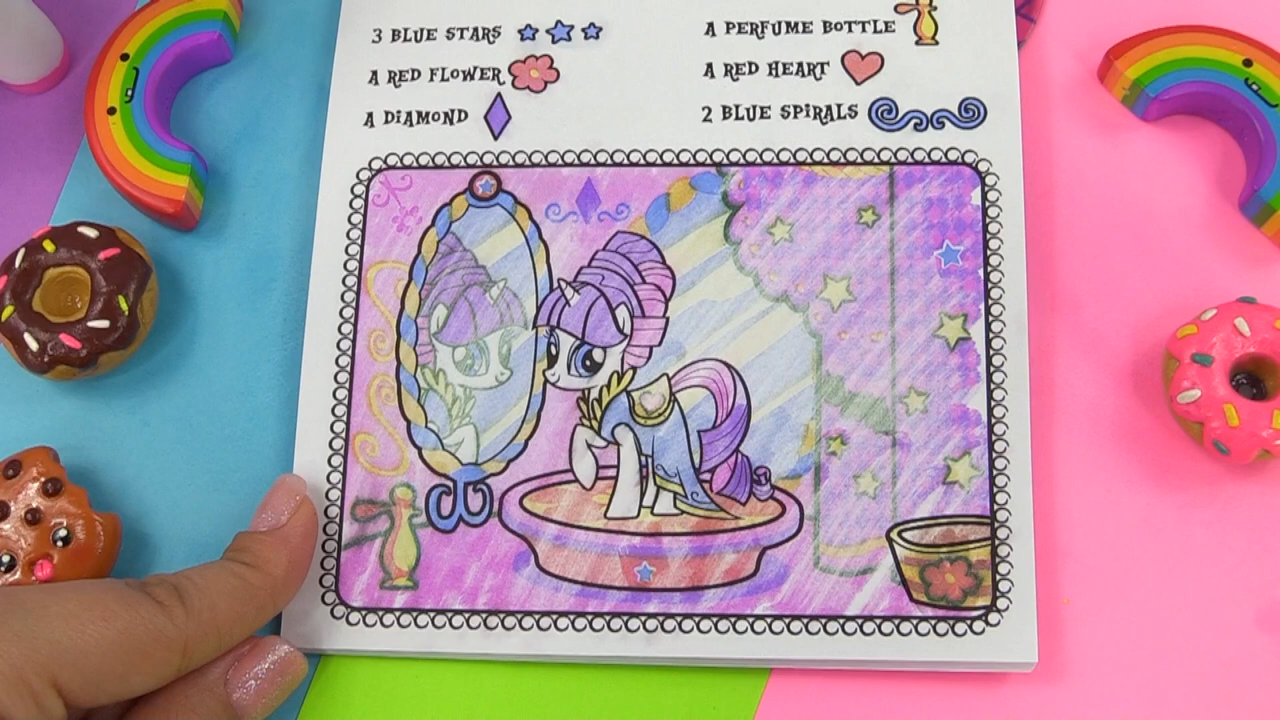 3 BLUE STARS
A RED FLOWER
A DIAMOND
A PERFUME BOTTLE
A RED HEART
2 BLUE SPIRALS